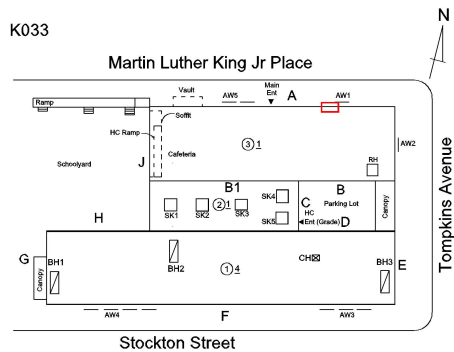 K033
N
Martin Luther King Jr Place
Ramp
Vault
AW5
Main
Ent
A
AW1
Soffit
HC Ramp
Cafeteria
3 1
AW2
RH
Schoolyard
J
B1
B
SK4
C
Parking Lot
HC
Ent (Grade)
D
Canopy
SK1
SK2
2 1
SK3
SK5
H
Tompkins Avenue
G
Canopy
BH1
BH2
1 4
CH
BH3
E
AW4
F
AW3
Stockton Street